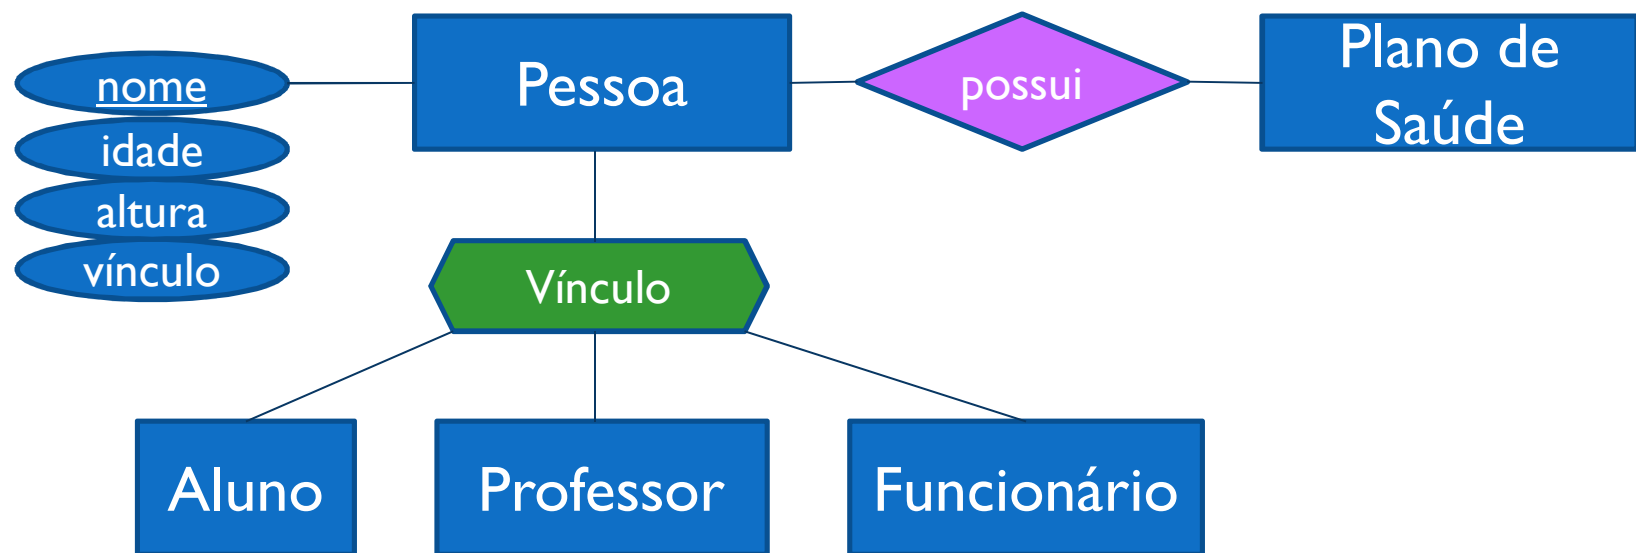 nome
Pessoa
possui
Plano de
Saúde
idade
altura
vínculo
Vínculo
Aluno
Professor
Funcionário